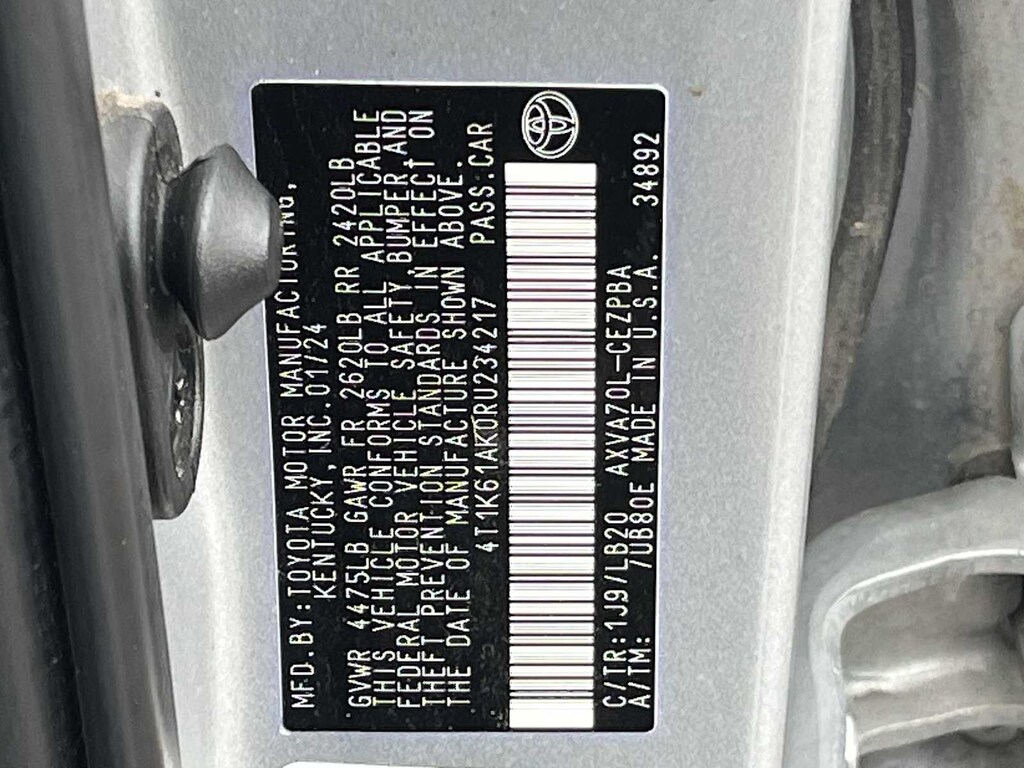 MFD.BY:TOYOTA MOTOR MANUFACTURING,
KENTUCKY, INC. 01/24
GVWR 4475LB GAWR FR 2620LB RR 2420LB
THIS VEHICLE CONFORMS TO ALL APPLICABLE
FEDERAL MOTOR VEHICLE SAFETY,BUMPER,AND
THEFT PREVENTION STANDARDS IN EFFECT ON
THE DATE OF MANUFACTURE SHOWN ABOVE.
4T1K61AK0RU234217 PASS.CAR
C/TR:1J9/LB20 AXVA70L-CEZPBA
A/TM: /UB80E MADE IN U.S.A. 34892